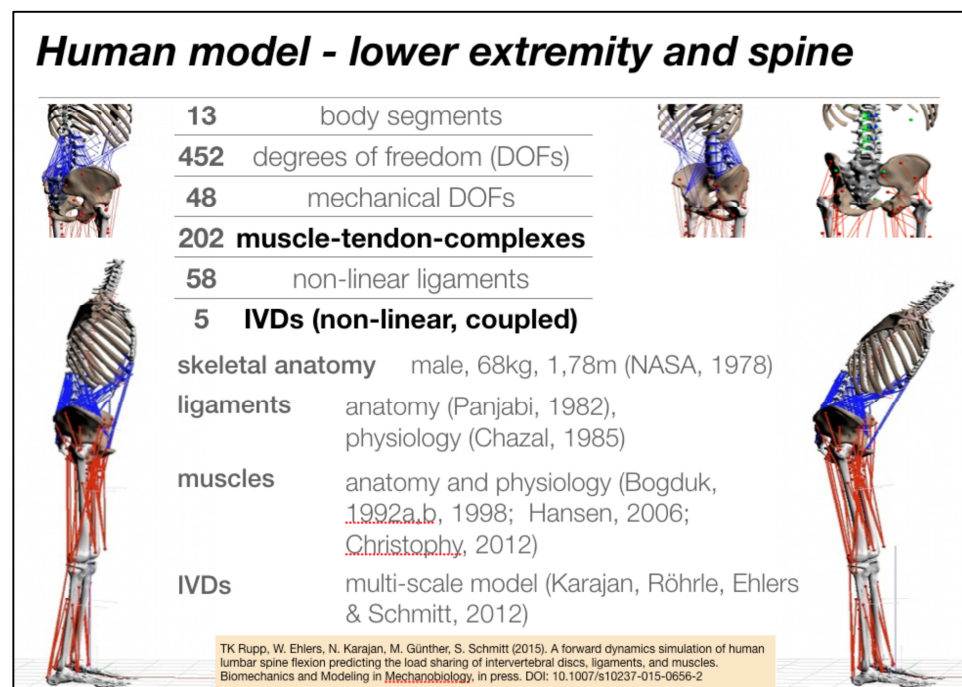 Human model - lower extremity and spine
13 body segments
452 degrees of freedom (DOFs)
48 mechanical DOFs
202 muscle-tendon-complexes
58 non-linear ligaments
5 IVDs (non-linear, coupled)
skeletal anatomy male, 68kg, 1,78m (NASA, 1978)
ligaments anatomy (Panjabi, 1982),
physiology (Chazal, 1985)
muscles anatomy and physiology (Bogduk,
1992a,b, 1998; Hansen, 2006;
Christophy, 2012)
IVDs multi-scale model (Karajan, Röhrle, Ehlers
& Schmitt, 2012)
TK Rupp, W. Ehlers, N. Karajan, M. Günther, S. Schmitt (2015). A forward dynamics simulation of human
lumbar spine flexion predicting the load sharing of intervertebral discs, ligaments, and muscles.
Biomechanics and Modeling in Mechanobiology, in press. DOI: 10.1007/s10237-015-0656-2